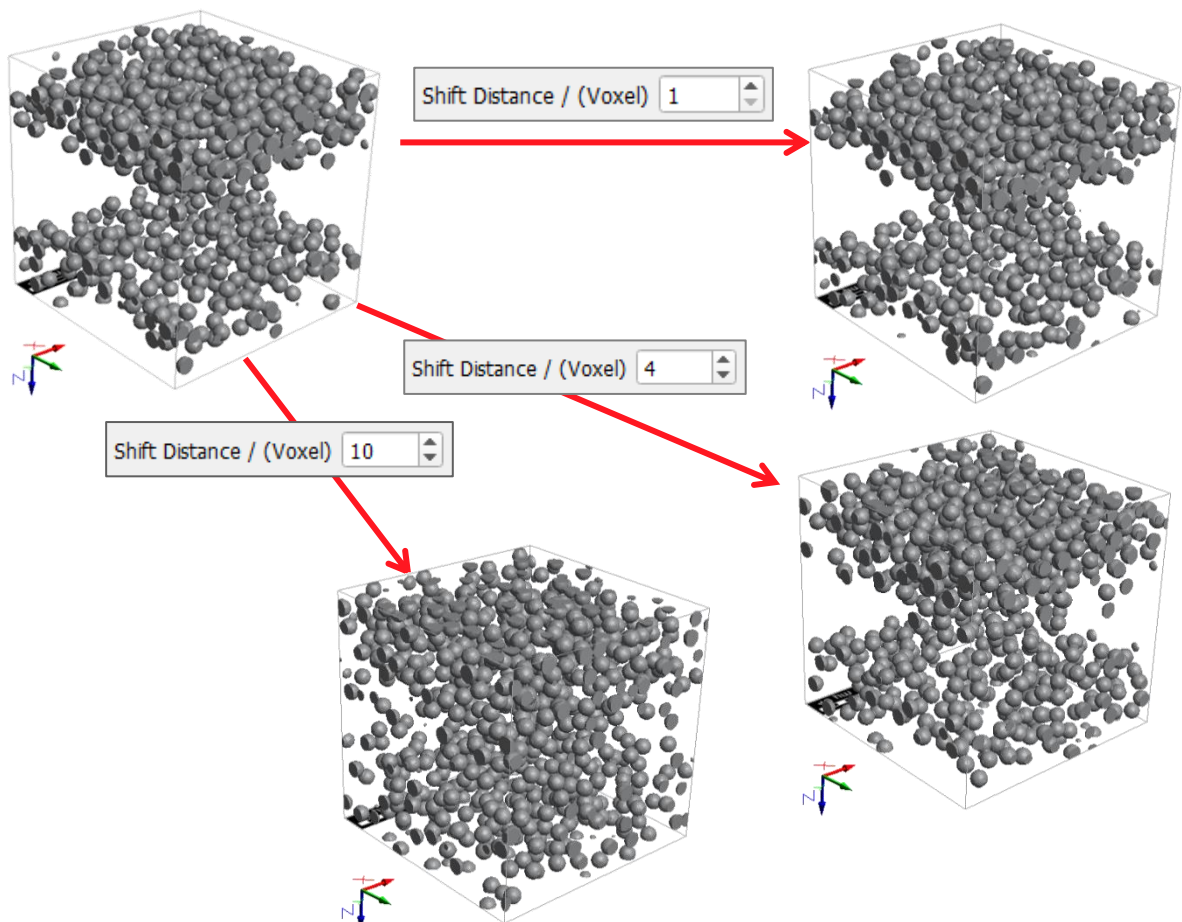 Shift Distance / (Voxel) 1
Shift Distance / (Voxel) 4
Shift Distance / (Voxel) 10
X
Z
X
Z
X
Z
X
Z